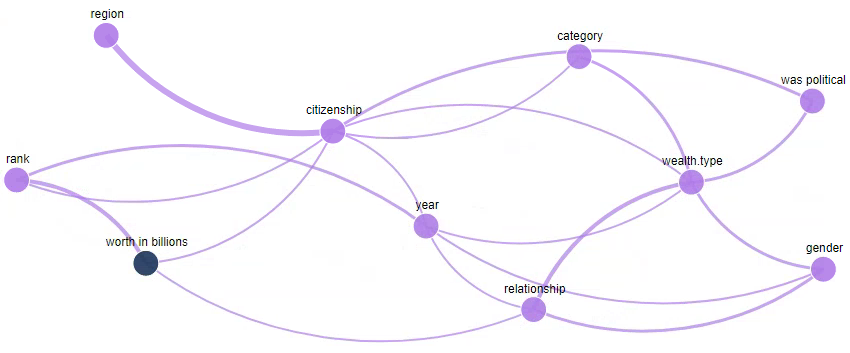 region
category
was political
citizenship
rank
wealth.type
year
worth in billions
gender
relationship